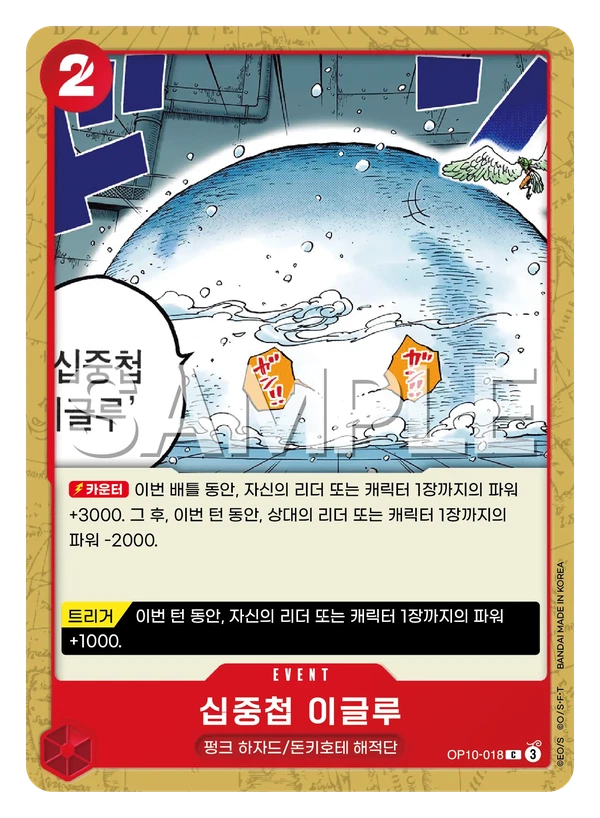 2
십중첩
이글루'
ガン!!!
ガン!!!
SAMPLE
카운터 이번 배틀 동안, 자신의 리더 또는 캐릭터 1장까지의 파워
+3000. 그 후, 이번 턴 동안, 상대의 리더 또는 캐릭터 1장까지의
파워 -2000.
트리거 이번 턴 동안, 자신의 리더 또는 캐릭터 1장까지의 파워
+1000.
EVENT
십중첩 이글루
펑크 하자드/돈키호테 해적단
OP10-018 C 3
©EO/S ©O/S·F·T BANDAI MADE IN KOREA